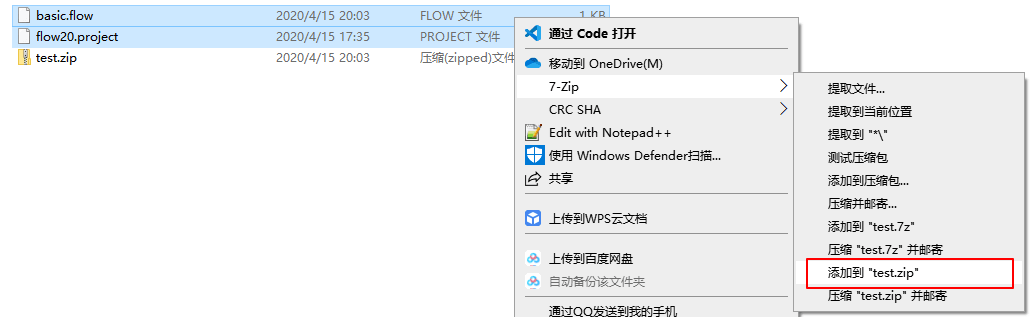 basic.flow 2020/4/15 20:03 FLOW 文件 1 KB
flow20.project 2020/4/15 17:35 PROJECT 文件
test.zip 2020/4/15 20:03 压缩(zipped)文件
通过 Code 打开
移动到 OneDrive(M)
7-Zip
CRC SHA
Edit with Notepad++
使用 Windows Defender扫描...
共享
上传到WPS云文档
上传到百度网盘
自动备份该文件夹
通过QQ发送到我的手机
提取文件...
提取到当前位置
提取到 "*\"
测试压缩包
添加到压缩包...
压缩并邮寄...
添加到 "test.7z"
压缩 "test.7z" 并邮寄
添加到 "test.zip"
压缩 "test.zip" 并邮寄